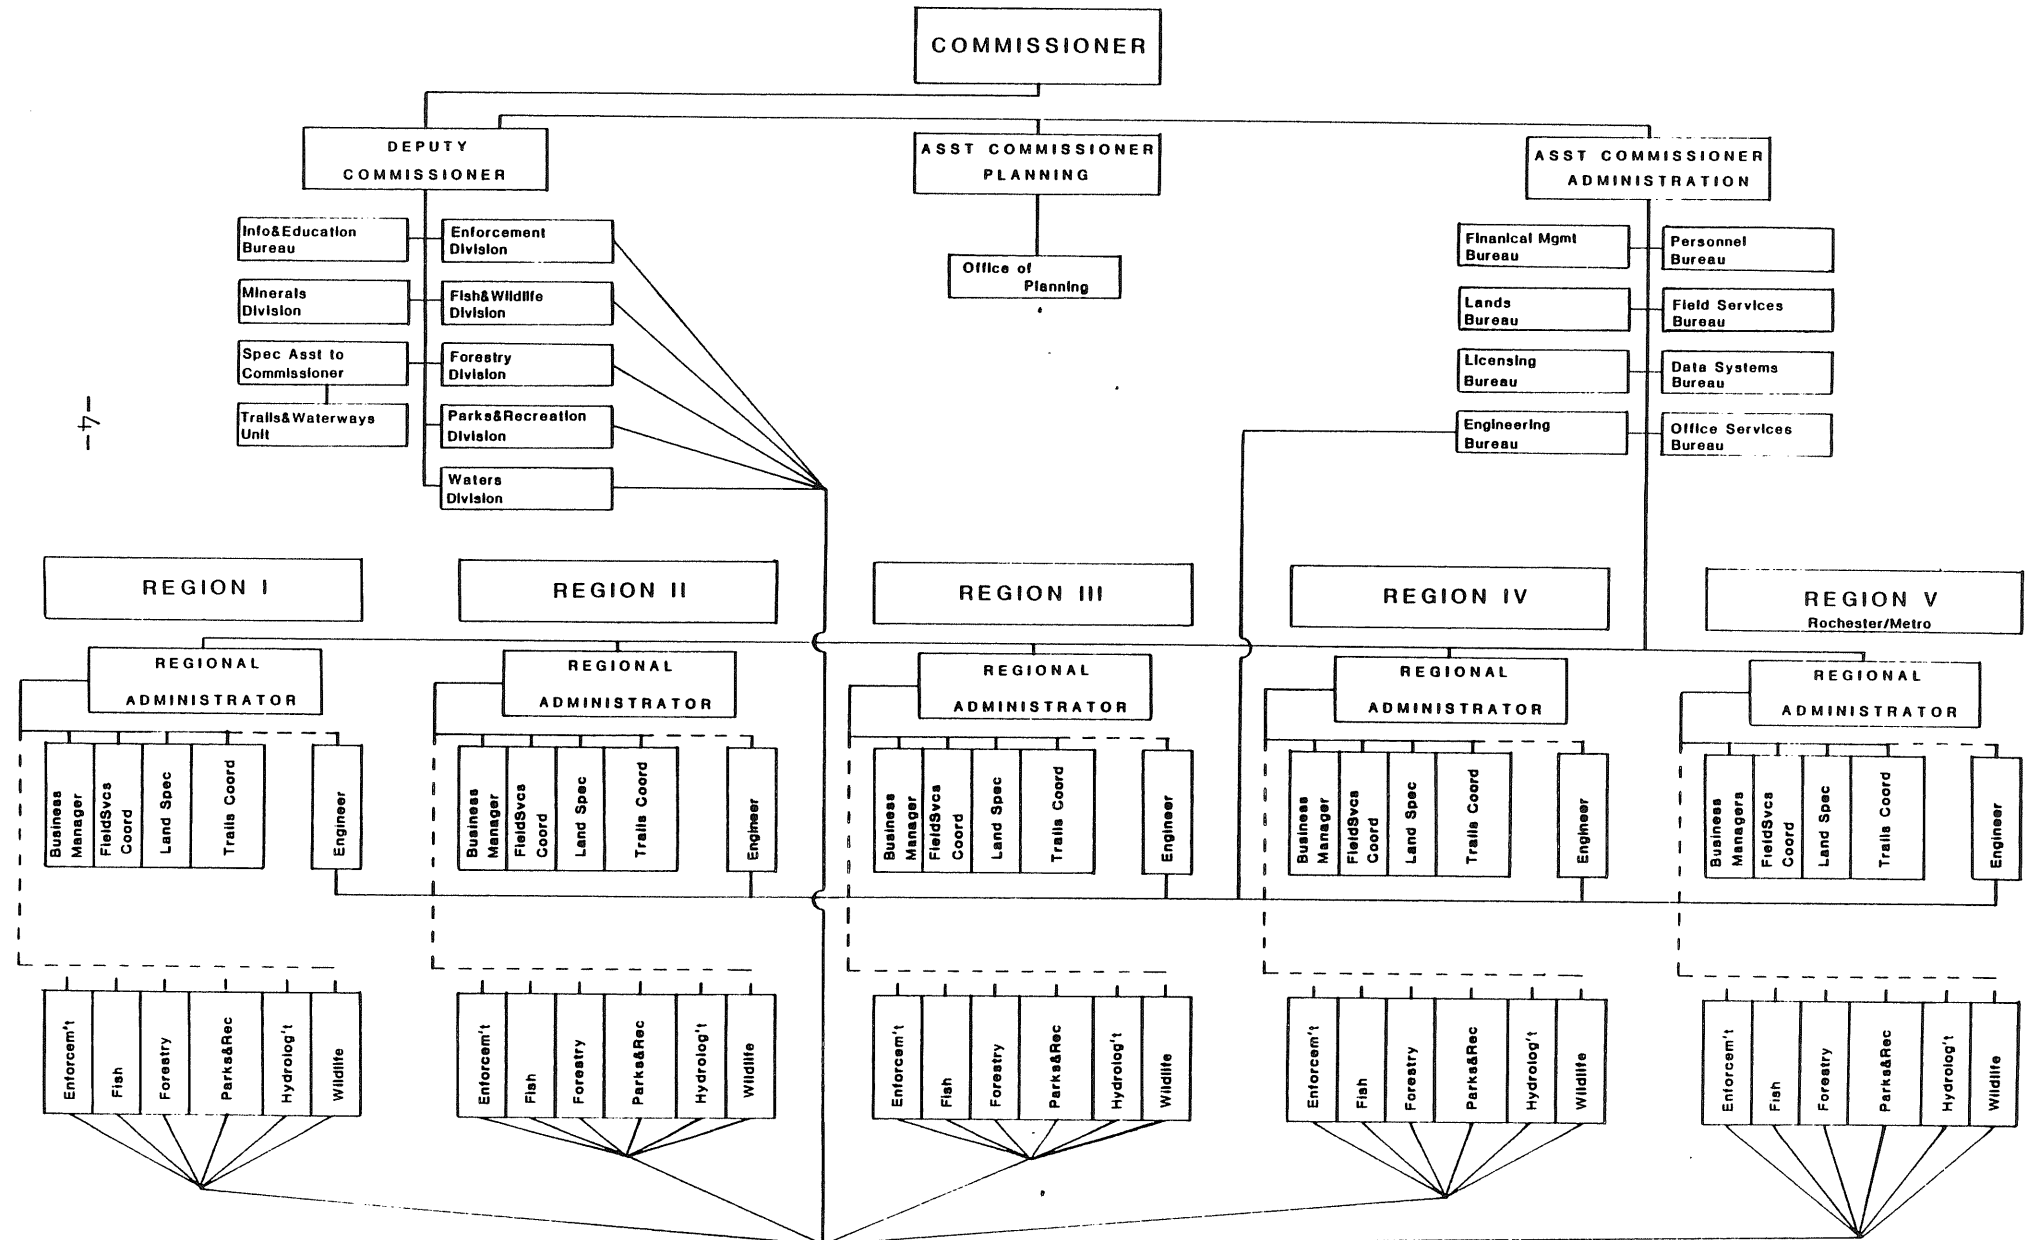 COMMISSIONER
DEPUTY
COMMISSIONER
ASST COMMISSIONER
PLANNING
ASST COMMISSIONER
ADMINISTRATION
Info&Education
Bureau
Enforcement
Division
Minerals
Division
Fish&Wildlife
Division
Spec Asst to
Commissioner
Forestry
Division
Trails&Waterways
Unit
Parks&Recreation
Division
Waters
Division
Office of
Planning
Finanical Mgmt
Bureau
Personnel
Bureau
Lands
Bureau
Field Services
Bureau
Licensing
Bureau
Data Systems
Bureau
Engineering
Bureau
Office Services
Bureau
-4-
REGION I
REGION II
REGION III
REGION IV
REGION V
Rochester/Metro
REGIONAL
ADMINISTRATOR
REGIONAL
ADMINISTRATOR
REGIONAL
ADMINISTRATOR
REGIONAL
ADMINISTRATOR
REGIONAL
ADMINISTRATOR
Business
Manager
FieldSvcs
Coord
Land Spec
Trails Coord
Engineer
Business
Manager
FieldSvcs
Coord
Land Spec
Trails Coord
Engineer
Business
Manager
FieldSvcs
Coord
Land Spec
Trails Coord
Engineer
Business
Manager
FieldSvcs
Coord
Land Spec
Trails Coord
Engineer
Business
Managers
FieldSvcs
Coord
Land Spec
Trails Coord
Engineer
Enforcem't
Fish
Forestry
Parks&Rec
Hydrolog't
Wildlife
Enforcem't
Fish
Forestry
Parks&Rec
Hydrolog't
Wildlife
Enforcem't
Fish
Forestry
Parks&Rec
Hydrolog't
Wildlife
Enforcem't
Fish
Forestry
Parks&Rec
Hydrolog't
Wildlife
Enforcem't
Fish
Forestry
Parks&Rec
Hydrolog't
Wildlife